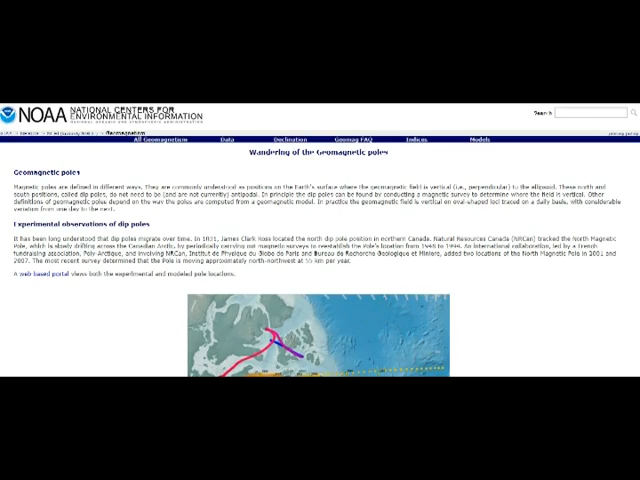 NOAA NATIONAL CENTERS FOR
ENVIRONMENTAL INFORMATION
NATIONAL OCEANIC AND ATMOSPHERIC ADMINISTRATION
Search
Geomagnetism
privacy policy
All Geomagnetism Data Declination Geomag FAQ Indices Models
Wandering of the Geomagnetic poles
Geomagnetic poles
Magnetic poles are defined in different ways. They are commonly understood as positions on the Earth's surface where the geomagnetic field is vertical (i.e., perpendicular) to the ellipsoid. These north and
south positions, called dip poles, do not need to be (and are not currently) antipodal. In principle the dip poles can be found by conducting a magnetic survey to determine where the field is vertical. Other
definitions of geomagnetic poles depend on the way the poles are computed from a geomagnetic model. In practice the geomagnetic field is vertical on oval-shaped loci traced on a daily basis, with considerable
variation from one day to the next.
Experimental observations of dip poles
It has been long understood that dip poles migrate over time. In 1831, James Clark Ross located the north dip pole position in northern Canada. Natural Resources Canada (NRCan) tracked the North Magnetic
Pole, which is slowly drifting across the Canadian Arctic, by periodically carrying out magnetic surveys to reestablish the Pole's location from 1948 to 1994. An international collaboration, led by a French
fundraising association, Poly-Arctique, and involving NRCan, Institut de Physique du Globe de Paris and Bureau de Recherche Geologique et Miniere, added two locations of the North Magnetic Pole in 2001 and
2007. The most recent survey determined that the Pole is moving approximately north-northwest at 55 km per year.
A web based portal views both the experimental and modeled pole locations.